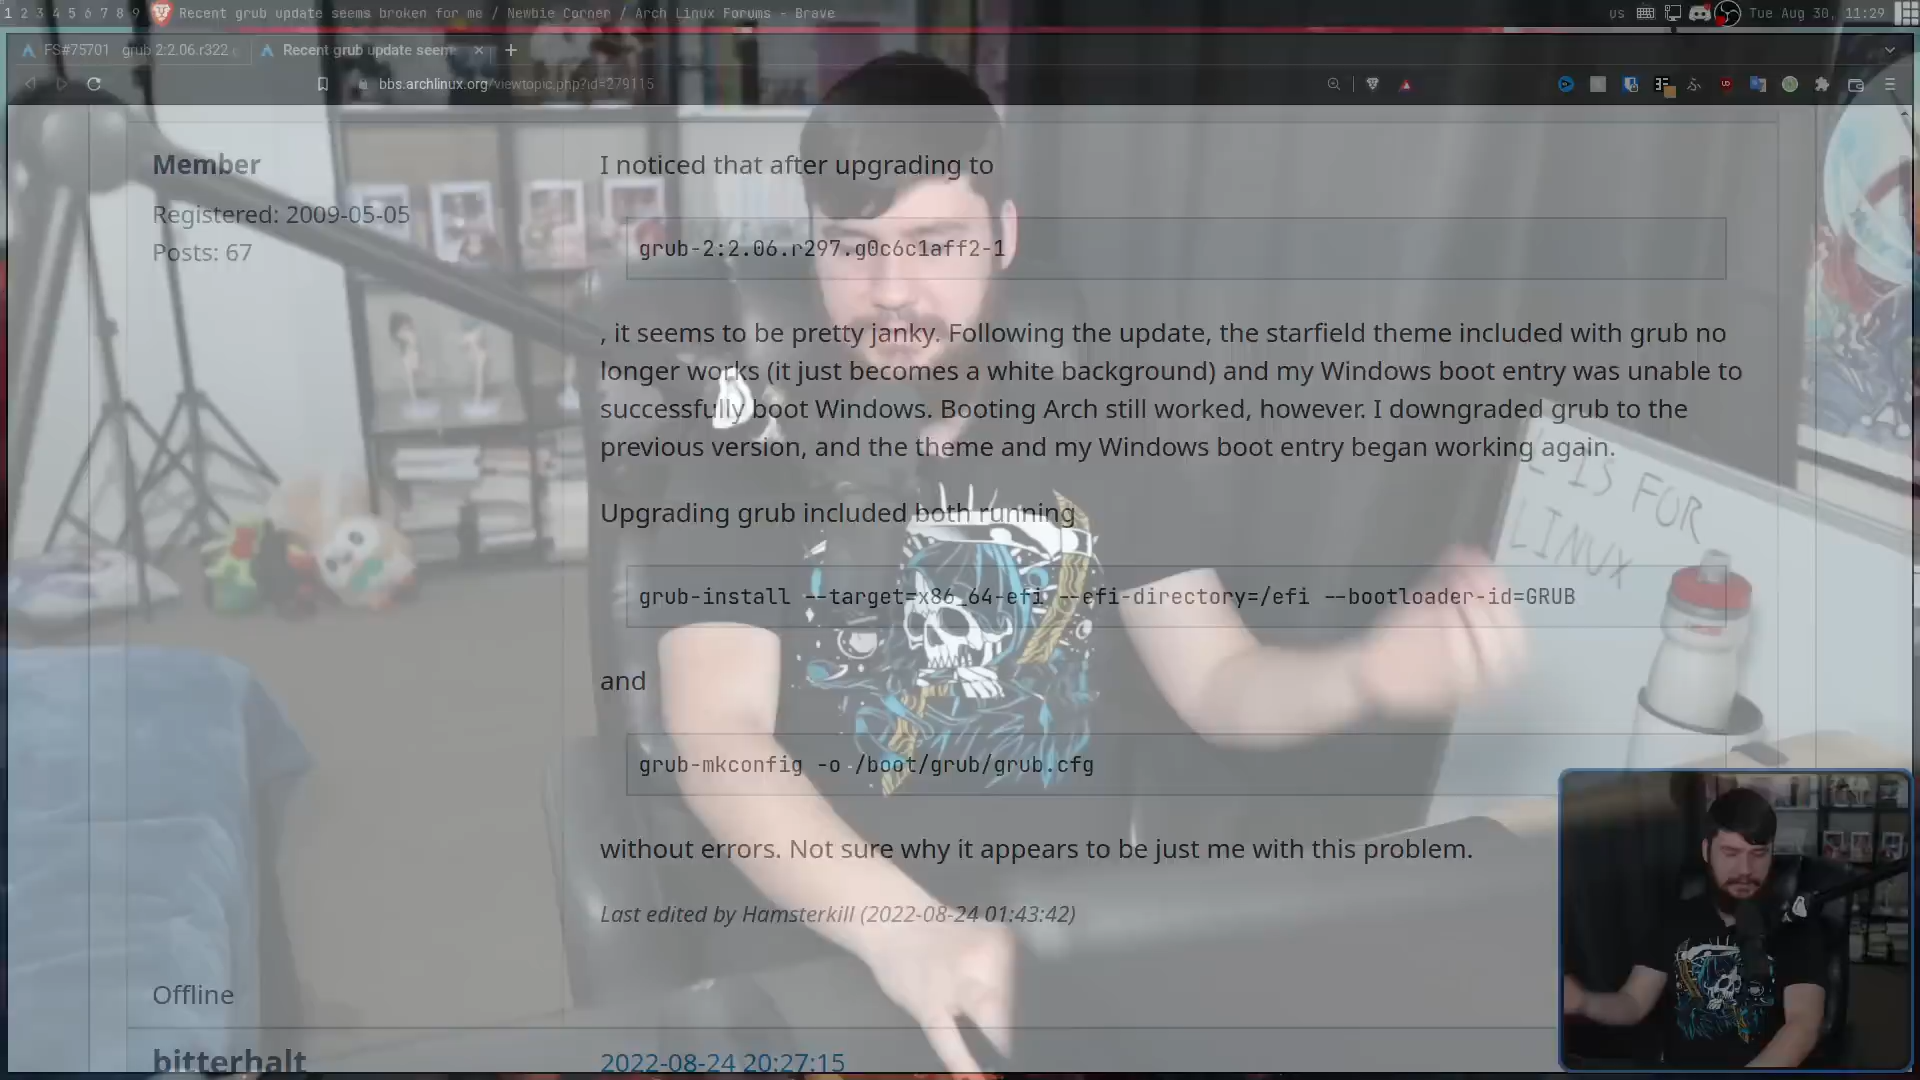 1 2 3 4 5 6 7 8 9 Recent grub update seems broken for me / Newbie Corner / Arch Linux Forums - Brave us Tue Aug 30, 11:29
FS#75701 grub 2:2.06.r322 Recent grub update seem
bbs.archlinux.org/viewtopic.php?id=279115
Member
Registered: 2009-05-05
Posts: 67
I noticed that after upgrading to
grub-2:2.06.r297.g0c6c1aff2-1
, it seems to be pretty janky. Following the update, the starfield theme included with grub no
longer works (it just becomes a white background) and my Windows boot entry was unable to
successfully boot Windows. Booting Arch still worked, however. I downgraded grub to the
previous version, and the theme and my Windows boot entry began working again.
IS FOR
LINUX
Upgrading grub included both running
grub-install --target=x86_64-efi --efi-directory=/efi --bootloader-id=GRUB
and
grub-mkconfig -o /boot/grub/grub.cfg
without errors. Not sure why it appears to be just me with this problem.
Last edited by Hamsterkill (2022-08-24 01:43:42)
Offline
bitterhalt 2022-08-24 20:27:15